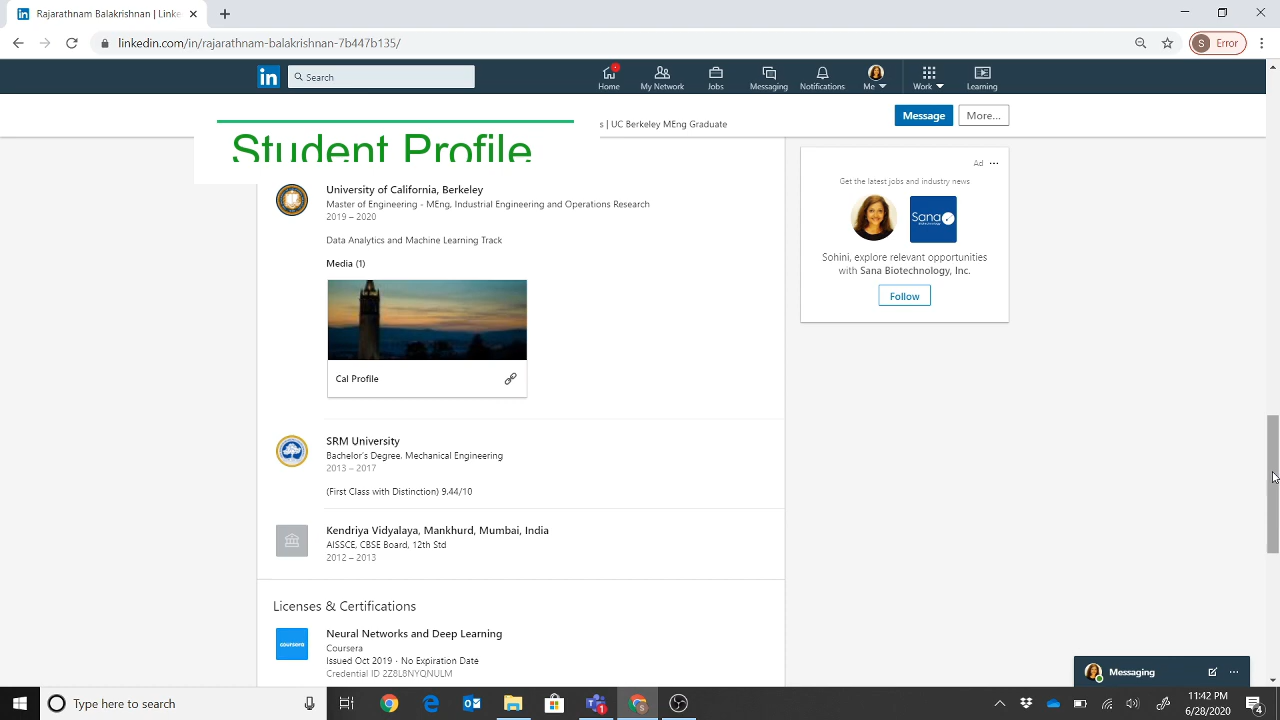 Rajarathnam Balakrishnan | Linke
linkedin.com/in/rajarathnam-balakrishnan-7b447b135/
S Error
in Search
Home My Network Jobs Messaging Notifications Me Work Learning
s | UC Berkeley MEng Graduate
Message More...
Student Profile
University of California, Berkeley
Master of Engineering - MEng, Industrial Engineering and Operations Research
2019 – 2020
Data Analytics and Machine Learning Track
Media (1)
Cal Profile
SRM University
Bachelor's Degree, Mechanical Engineering
2013 – 2017
(First Class with Distinction) 9.44/10
Kendriya Vidyalaya, Mankhurd, Mumbai, India
AISSCE, CBSE Board, 12th Std
2012 – 2013
Licenses & Certifications
coursera
Neural Networks and Deep Learning
Coursera
Issued Oct 2019 · No Expiration Date
Credential ID 2Z8L8NYQNULM
Ad ...
Get the latest jobs and industry news
Sana
Sohini, explore relevant opportunities
with Sana Biotechnology, Inc.
Follow
Messaging
Type here to search
11:42 PM
6/28/2020